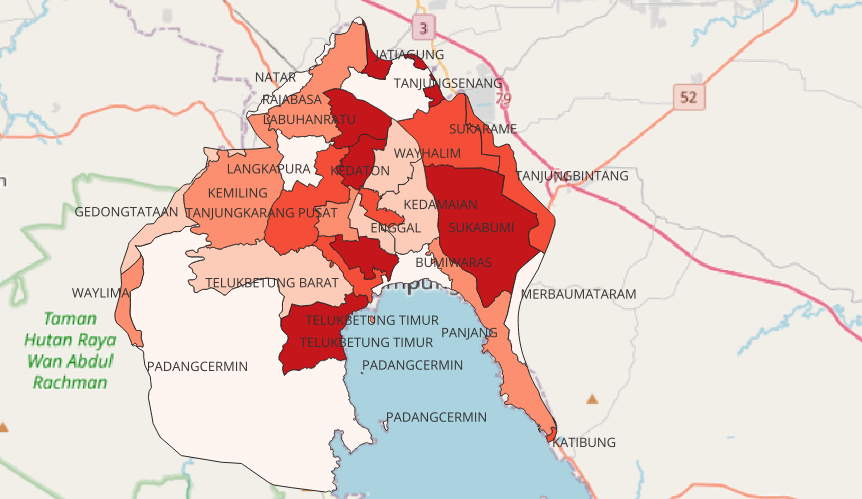 3
JATIAGUNG
NATAR
TANJUNGSENANG
79
52
RAJABASA
LABUHANRATU
SUKARAME
WAYHALIM
LANGKAPURA
KEDATON
TANJUNGBINTANG
KEMILING
GEDONGTATAAN
TANJUNGKARANG PUSAT
KEDAMAIAN
ENGGAL
SUKABUMI
BUMIWARAS
TELUKBETUNG BARAT
WAYLIMA
MERBAUMATARAM
Taman
Hutan Raya
Wan Abdul
Rachman
TELUKBETUNG TIMUR
PANJANG
TELUKBETUNG TIMUR
PADANGCERMIN
PADANGCERMIN
PADANGCERMIN
KATIBUNG